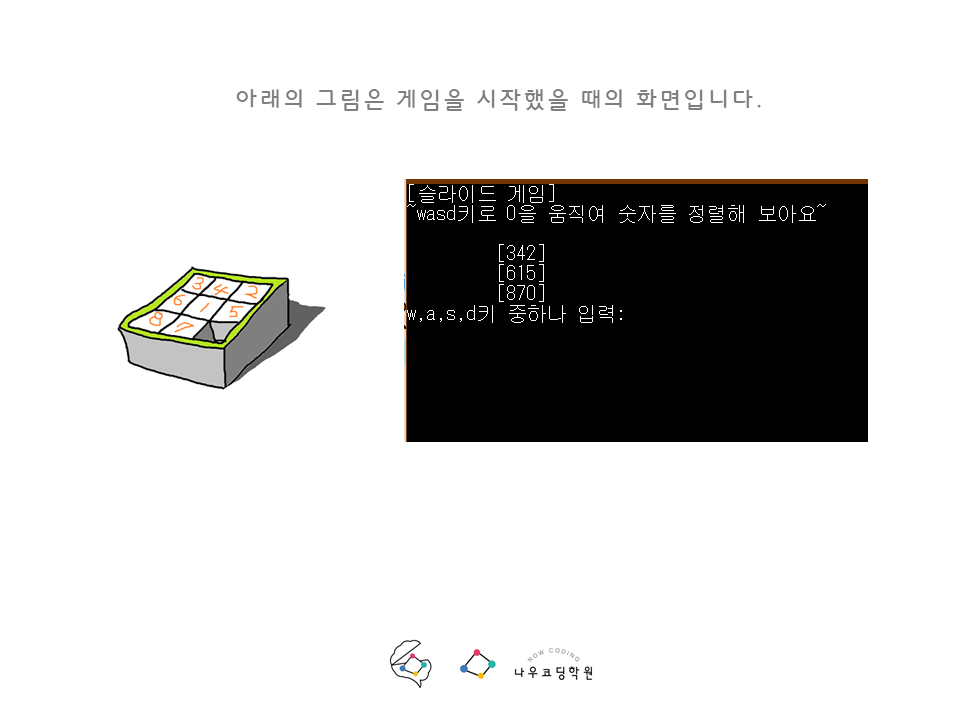 아래의 그림은 게임을 시작했을 때의 화면입니다.
[슬라이드 게임]
~wasd키로 0을 움직여 숫자를 정렬해 보아요~
[342]
[615]
[870]
w,a,s,d키 중하나 입력:
3 4 2
6 1 5
8 7
NOW CODING
나우코딩학원